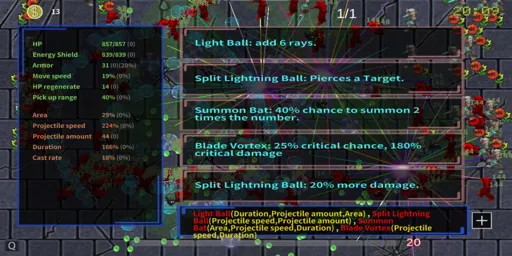 13
1/1
20:09
HP 857/857 (0)
Energy Shield 839/839 (0)
Armor 31 (0)(20%)
Move speed 19% (0%)
HP regenerate 14 (0)
Pick up range 40% (0%)
Area 29% (0%)
Projectile speed 224% (0%)
Projectile amount 44 (0)
Duration 166% (0%)
Cast rate 18% (0%)
Light Ball: add 6 rays.
Split Lightning Ball: Pierces a Target.
Summon Bat: 40% chance to summon 2
times the number.
Blade Vortex: 25% critical chance, 180%
critical damage
Split Lightning Ball: 20% more damage.
Light Ball(Duration,Projectile amount,Area) , Split Lightning
Ball(Projectile speed,Projectile amount) , Summon
Bat(Area,Projectile speed,Duration) , Blade Vortex(Projectile
speed,Duration)
+
Q
20